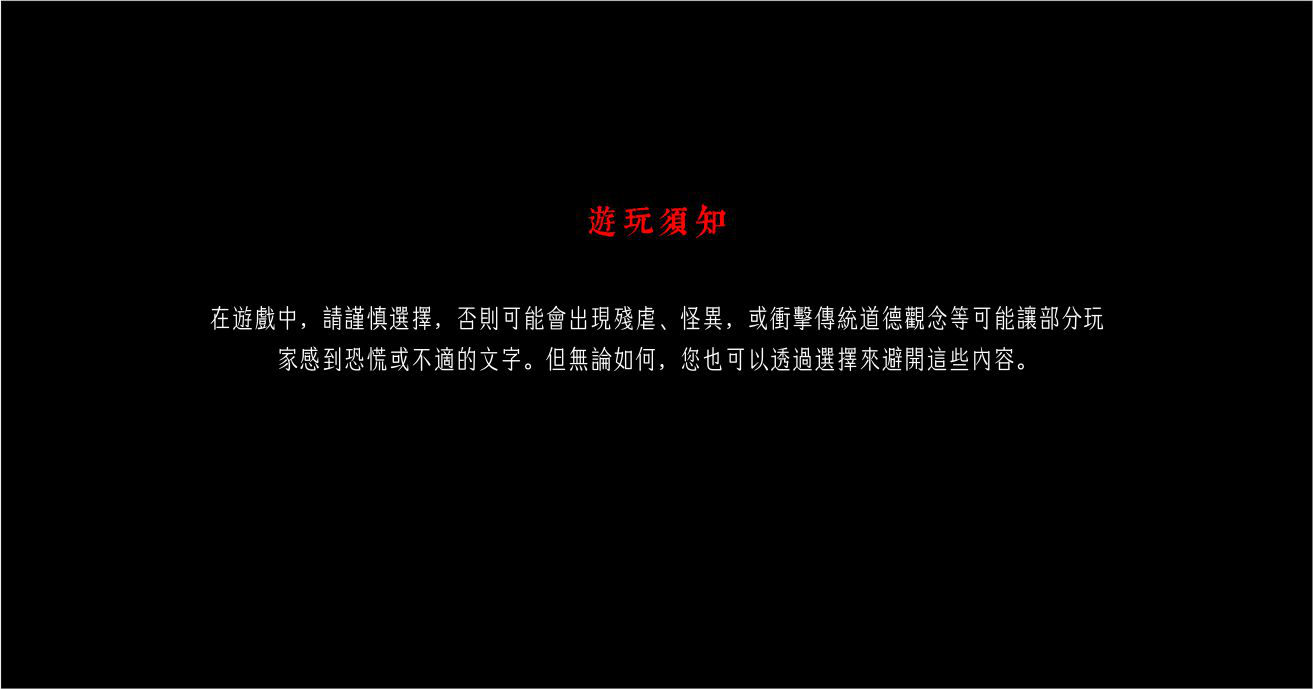 遊玩須知
在遊戲中，請謹慎選擇，否則可能會出現殘虐、怪異，或衝擊傳統道德觀念等可能讓部分玩
家感到恐慌或不適的文字。但無論如何，您也可以透過選擇來避開這些內容。